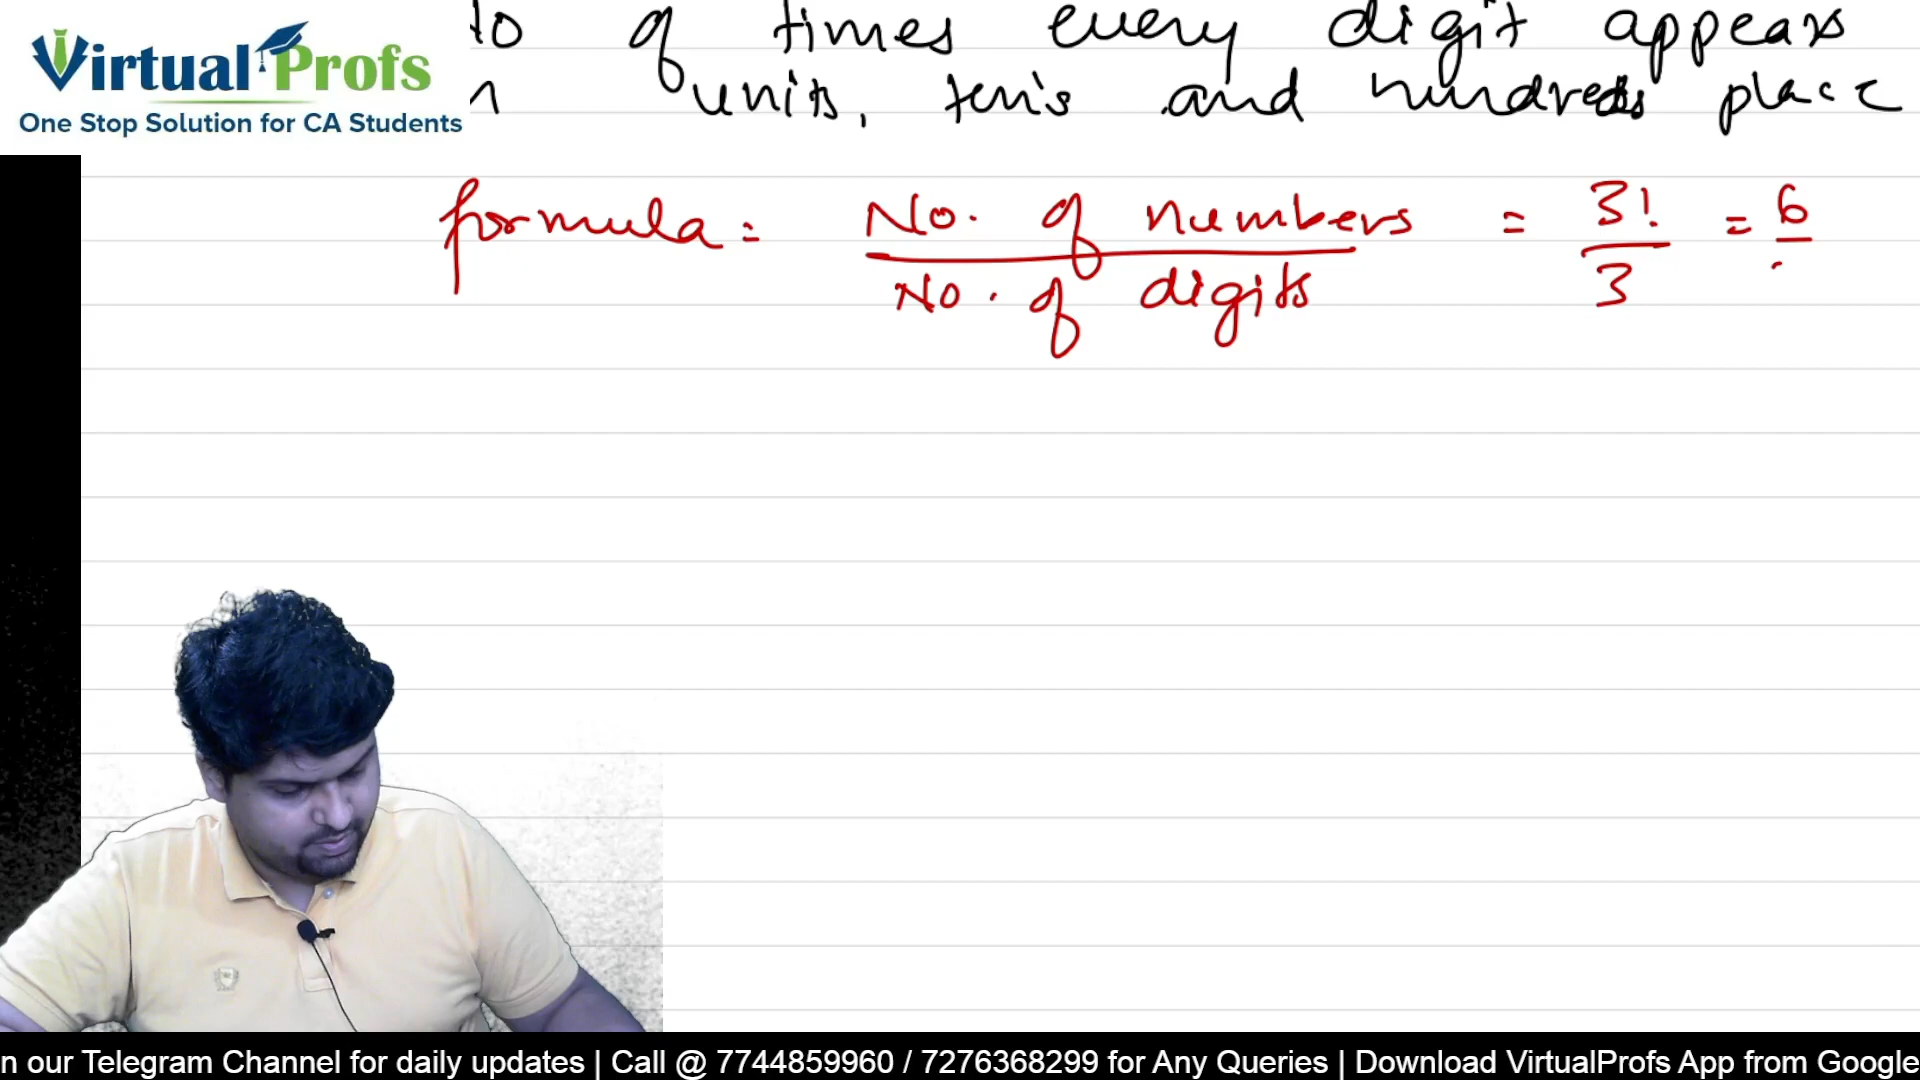 VirtualProfs
One Stop Solution for CA Students
of times every digit appears
units, ten's and hundreds place
formula = No. of numbers / No. of digits = 3! / 3 = 6
n our Telegram Channel for daily updates | Call @ 7744859960 / 7276368299 for Any Queries | Download VirtualProfs App from Google